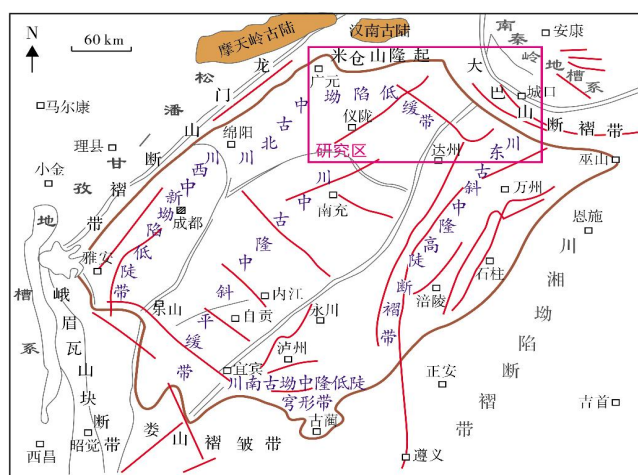 摩天岭古陆
汉南古陆
南秦岭地槽系
安康
N
60 km
米仓山隆起
大巴山断褶带
龙门山断褶带
松潘-甘孜地槽系
广元
城口
马尔康
川北古中坳陷低缓带
仪陇
绵阳
理县
研究区
达州
巫山
小金
川西中新坳陷低陡带
川东古斜中隆高陡断褶带
万州
成都
川中古隆中斜平缓带
南充
恩施
雅安
石柱
川湘坳陷断褶带
峨眉瓦山块断带
乐山
内江
涪陵
自贡
永川
泸州
宜宾
川南古坳中隆低陡
穹形带
正安
吉首
古蔺
西昌
昭觉
娄山褶皱带
遵义